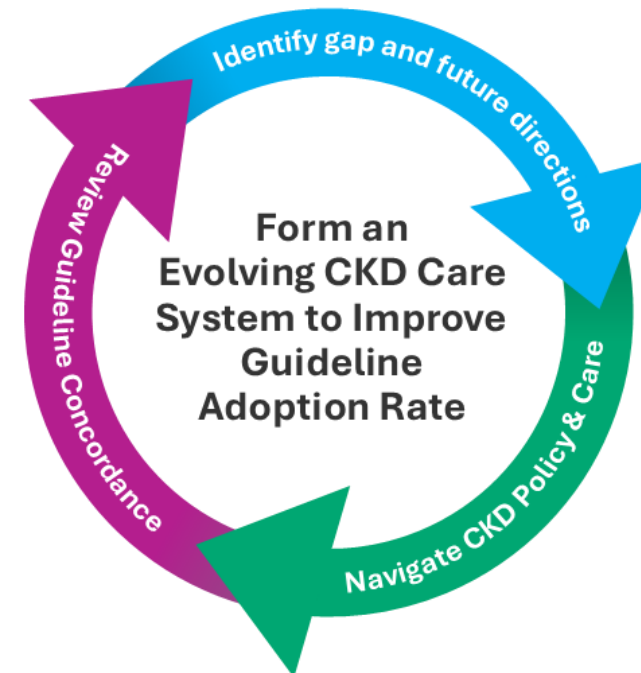 Identify gap and future directions
Review Guideline Concordance
Form an
Evolving CKD Care
System to Improve
Guideline
Adoption Rate
Navigate CKD Policy & Care